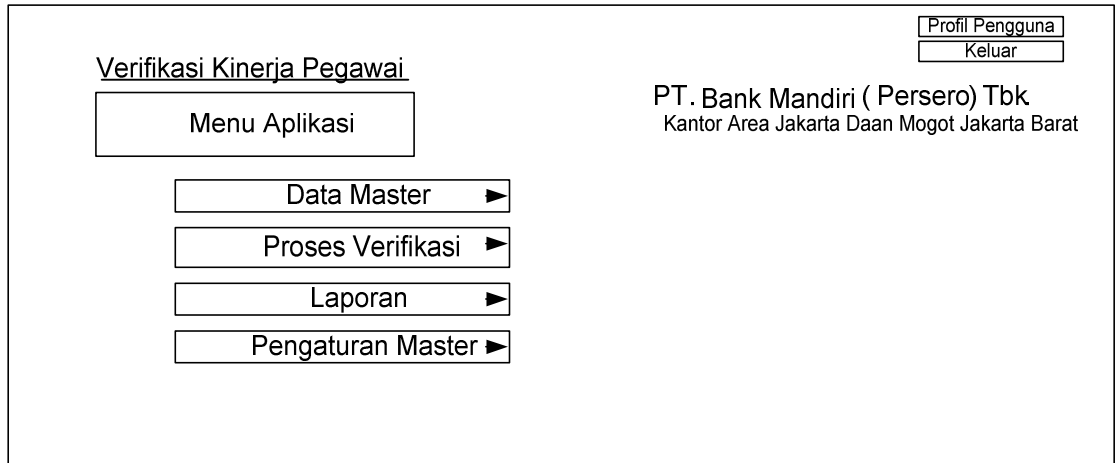 Profil Pengguna
Keluar
Verifikasi Kinerja Pegawai
Menu Aplikasi
PT. Bank Mandiri ( Persero) Tbk.
Kantor Area Jakarta Daan Mogot Jakarta Barat
Data Master
Proses Verifikasi
Laporan
Pengaturan Master